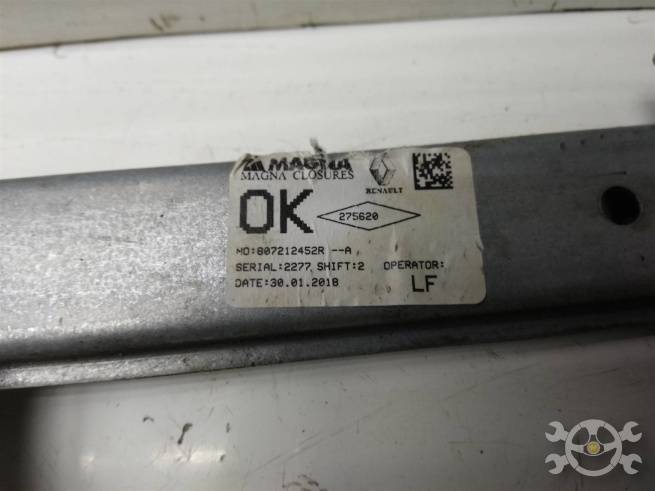 MAGNA
MAGNA CLOSURES
RENAULT
OK
275620
NO:807212452R --A
SERIAL:2277 SHIFT:2 OPERATOR:
DATE:30.01.2018 LF